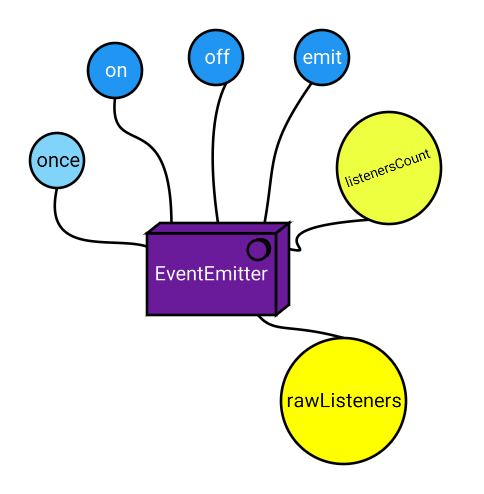 on
off
emit
once
listenersCount
EventEmitter
rawListeners